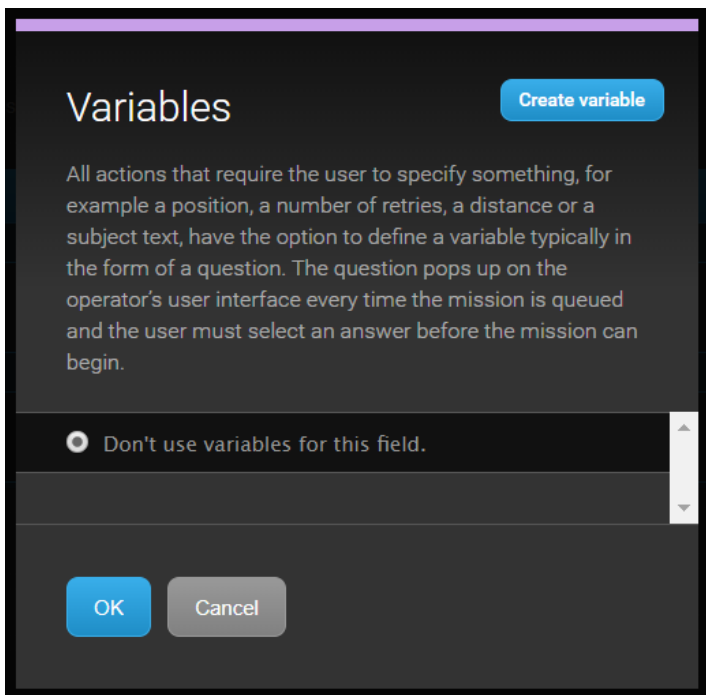 Variables
Create variable
All actions that require the user to specify something, for
example a position, a number of retries, a distance or a
subject text, have the option to define a variable typically in
the form of a question. The question pops up on the
operator's user interface every time the mission is queued
and the user must select an answer before the mission can
begin.
Don't use variables for this field.
OK
Cancel